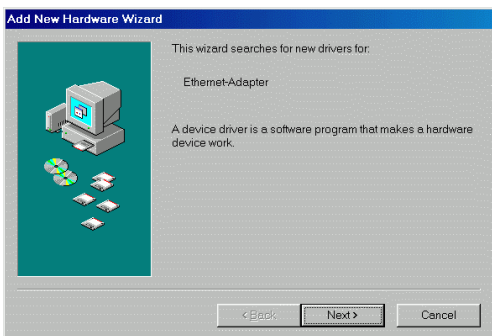 Add New Hardware Wizard
This wizard searches for new drivers for:
Ethernet-Adapter
A device driver is a software program that makes a hardware
device work.
< Back
Next >
Cancel